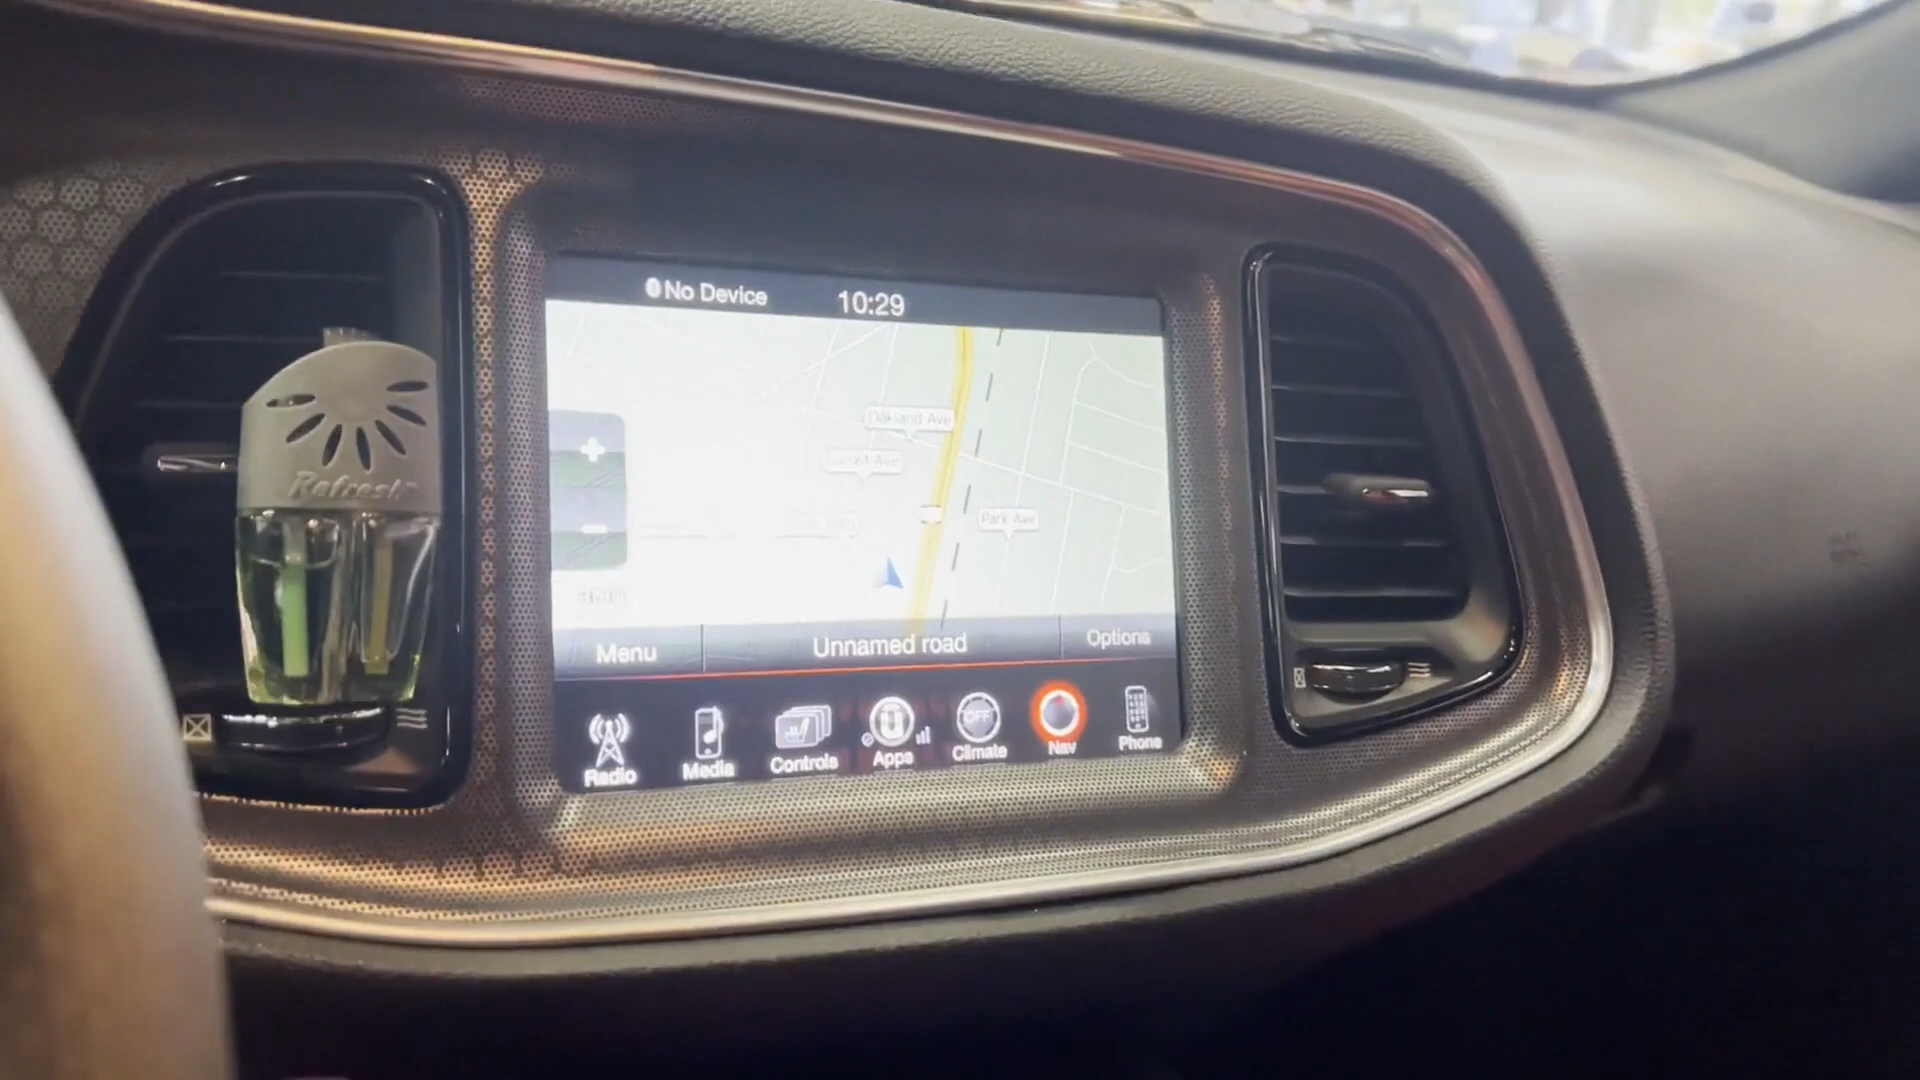 No Device
10:29
Oakland Ave
Park Ave
Refresh
Menu
Unnamed road
Options
Radio
Media
Controls
Apps
OFF
Climate
Nav
Phone